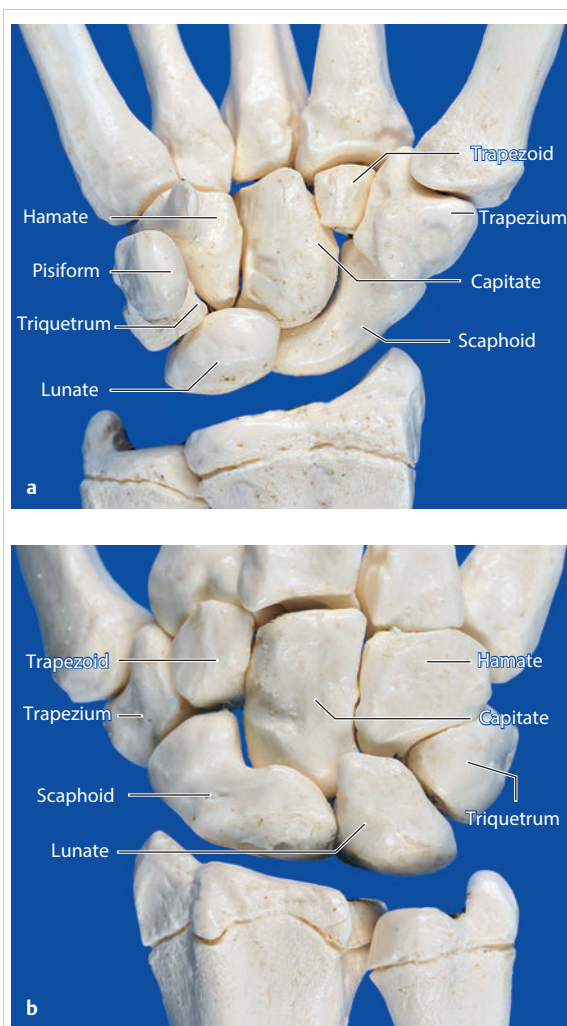 Trapezoid
Hamate
Trapezium
Pisiform
Capitate
Triquetrum
Scaphoid
Lunate
a
Trapezoid
Hamate
Trapezium
Capitate
Scaphoid
Triquetrum
Lunate
b